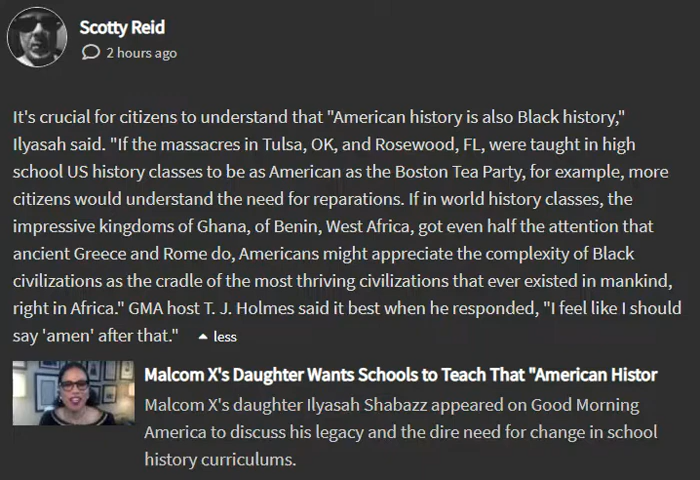 Scotty Reid
2 hours ago
It's crucial for citizens to understand that "American history is also Black history,"
Ilyasah said. "If the massacres in Tulsa, OK, and Rosewood, FL, were taught in high
school US history classes to be as American as the Boston Tea Party, for example, more
citizens would understand the need for reparations. If in world history classes, the
impressive kingdoms of Ghana, of Benin, West Africa, got even half the attention that
ancient Greece and Rome do, Americans might appreciate the complexity of Black
civilizations as the cradle of the most thriving civilizations that ever existed in mankind,
right in Africa." GMA host T. J. Holmes said it best when he responded, "I feel like I should
say 'amen' after that." less
Malcom X's Daughter Wants Schools to Teach That "American Histor
Malcom X's daughter Ilyasah Shabazz appeared on Good Morning
America to discuss his legacy and the dire need for change in school
history curriculums.